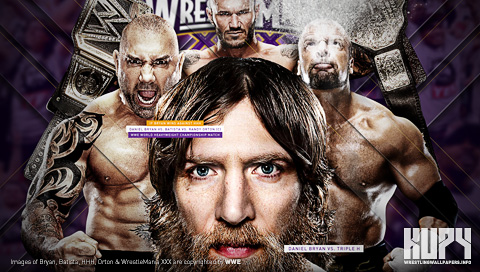 WRESTLEMANIA
XXX
DANIEL BRYAN VS. BATISTA VS. RANDY ORTON
WWE WORLD HEAVYWEIGHT CHAMPIONSHIP MATCH
DANIEL BRYAN VS. TRIPLE H
KUPY
WRESTLINGWALLPAPERS.INFO
Images of Bryan, Batista, HHH, Orton & WrestleMania XXX are copyrighted by WWE